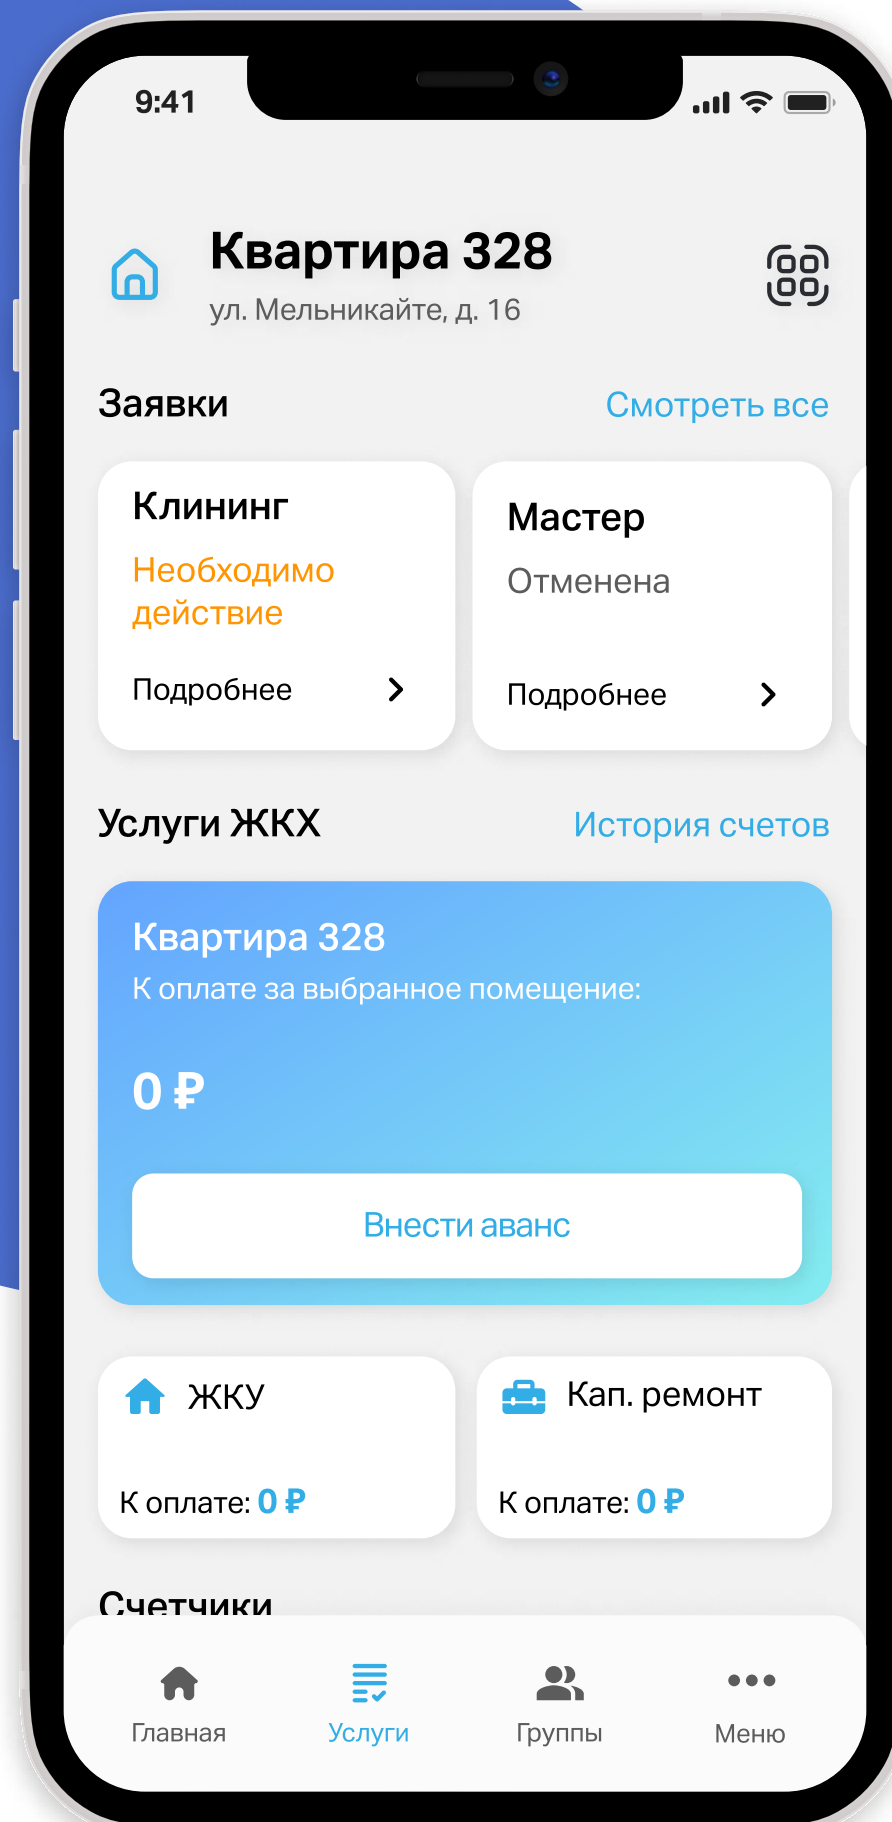 9:41
Квартира 328
ул. Мельникайте, д. 16
Заявки
Смотреть все
Клининг
Необходимо
действие
Подробнее
Мастер
Отменена
Подробнее
Услуги ЖКХ
История счетов
Квартира 328
К оплате за выбранное помещение:
0 ₽
Внести аванс
ЖКУ
К оплате: 0 ₽
Кап. ремонт
К оплате: 0 ₽
Счетчики
Главная
Услуги
Группы
Меню